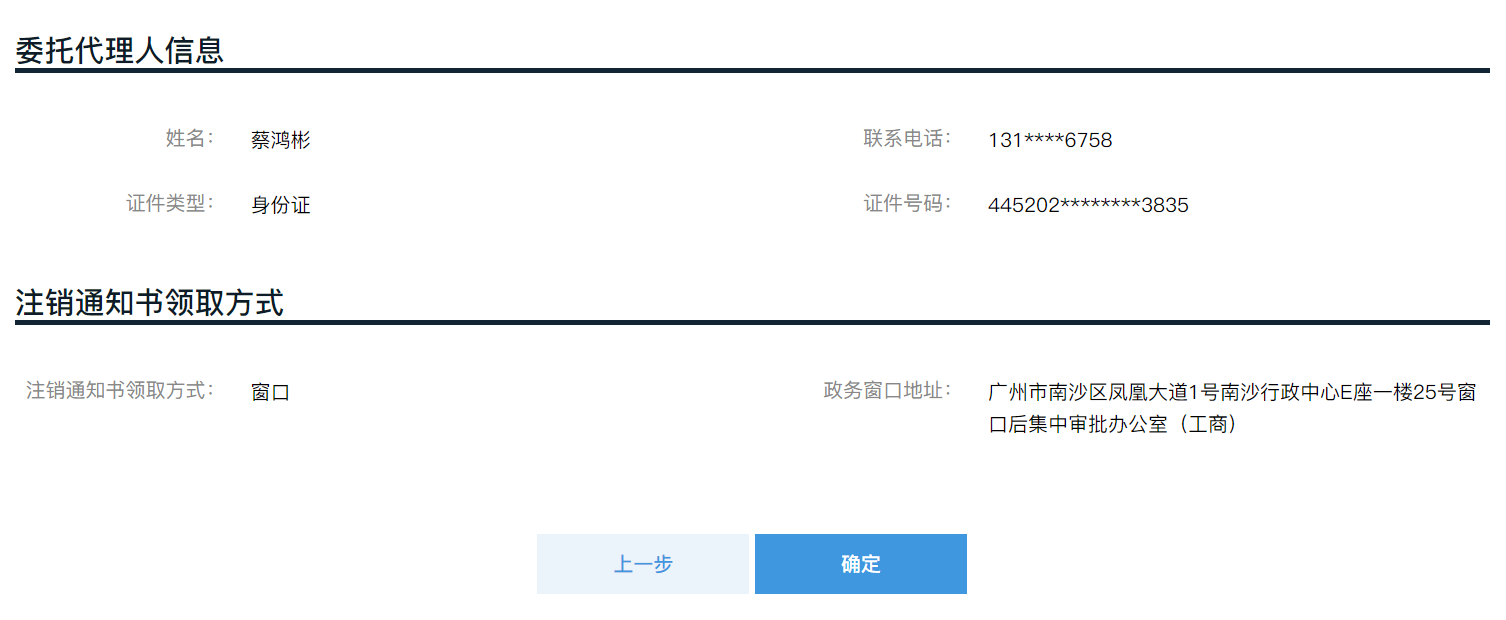 委托代理人信息
姓名： 蔡鸿彬 联系电话： 131****6758
证件类型： 身份证 证件号码： 445202********3835
注销通知书领取方式
注销通知书领取方式： 窗口 政务窗口地址： 广州市南沙区凤凰大道1号南沙行政中心E座一楼25号窗
口后集中审批办公室（工商）
上一步 确定